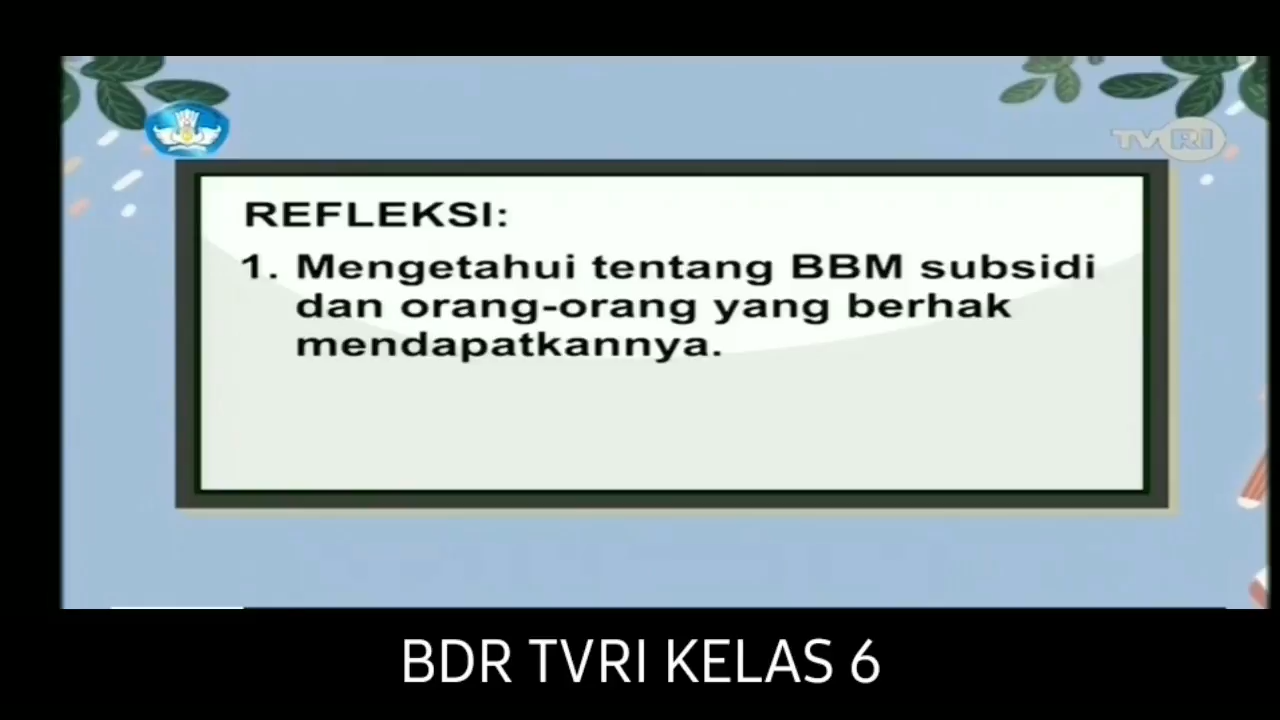 TVRI
REFLEKSI:
1. Mengetahui tentang BBM subsidi
dan orang-orang yang berhak
mendapatkannya.
BDR TVRI KELAS 6